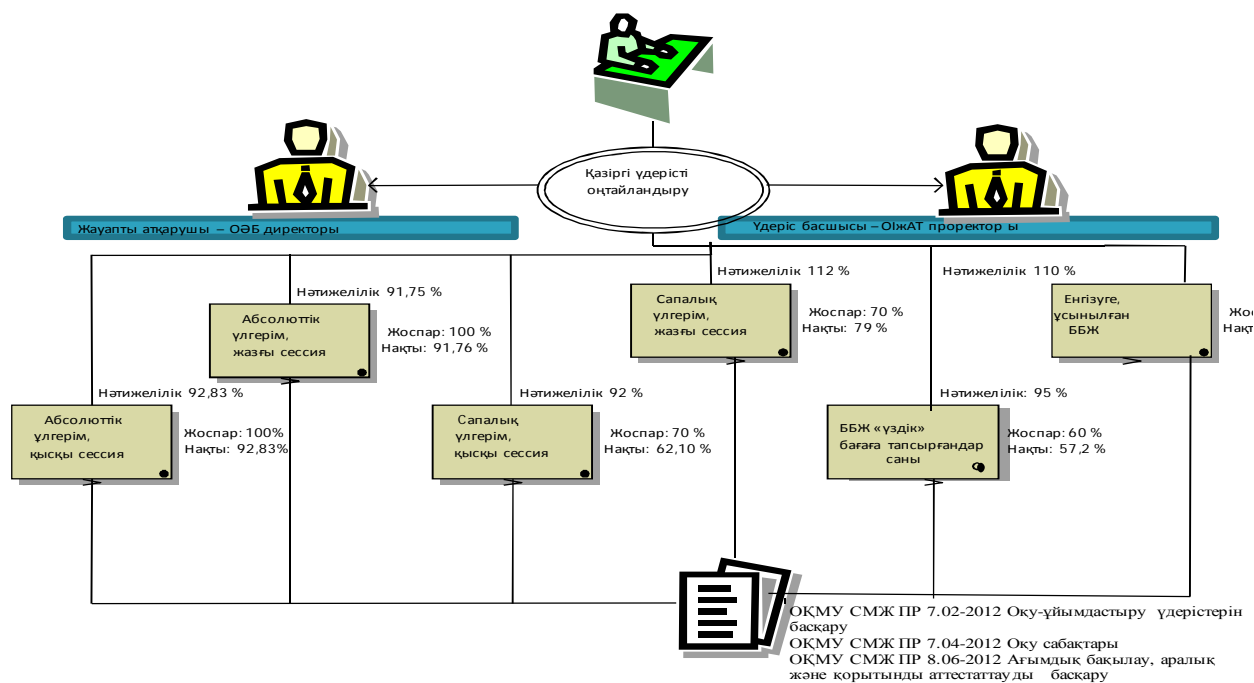 Қазіргі үдерісті
оңтайландыру
Жауапты атқарушы – ОӘБ директоры
Үдеріс басшысы – ОІжАТ проректор ы
Нәтижелілік 112 %
Нәтижелілік 110 %
Нәтижелілік 91,75 %
Сапалық
үлгерім,
жазғы сессия
Жоспар: 70 %
Нақты: 79 %
Енгізуге,
ұсынылған
ББЖ
Жос
Нақт
Абсолюттік
үлгерім,
жазғы сессия
Жоспар: 100 %
Нақты: 91,76 %
Нәтижелілік 92,83 %
Нәтижелілік 92 %
Нәтижелілік: 95 %
Абсолюттік
ұлгерім,
қысқы сессия
Жоспар: 100%
Нақты: 92,83%
Сапалық
үлгерім,
қысқы сессия
Жоспар: 70 %
Нақты: 62,10 %
ББЖ «үздік»
бағаға тапсырғандар
саны
Жоспар: 60 %
Нақты: 57,2 %
ОҚМУ СМЖ ПР 7.02-2012 Оқу-ұйымдастыру үдерістерін
басқару
ОҚМУ СМЖ ПР 7.04-2012 Оқу сабақтары
ОҚМУ СМЖ ПР 8.06-2012 Ағымдық бақылау, аралық
және қорытынды аттестаттауды басқару